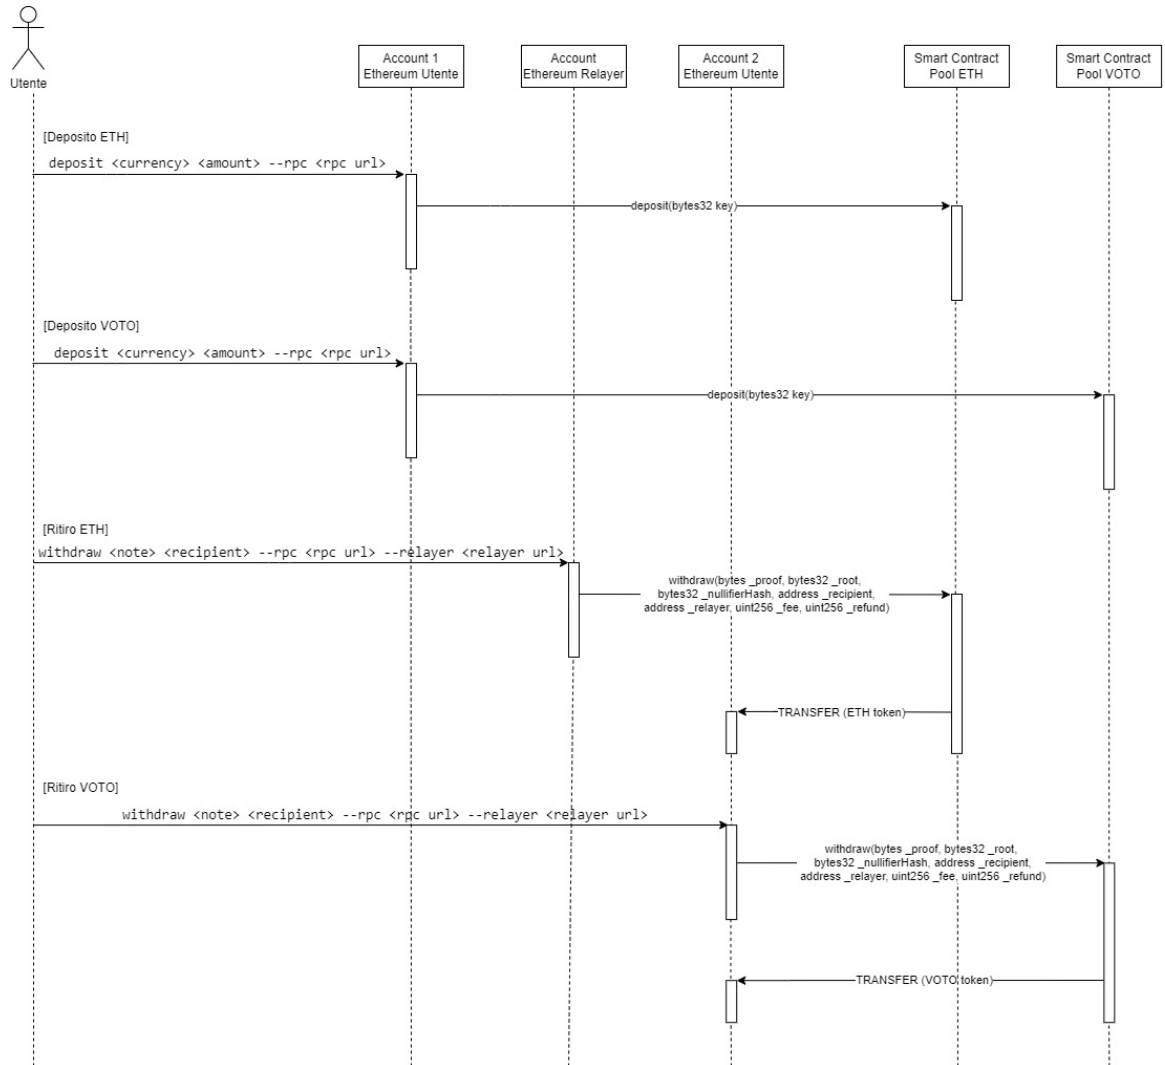 Utente
Account 1
Ethereum Utente
Account
Ethereum Relayer
Account 2
Ethereum Utente
Smart Contract
Pool ETH
Smart Contract
Pool VOTO
[Deposito ETH]
deposit <currency> <amount> --rpc <rpc url>
deposit(bytes32 key)
[Deposito VOTO]
deposit <currency> <amount> --rpc <rpc url>
deposit(bytes32 key)
[Ritiro ETH]
withdraw <note> <recipient> --rpc <rpc url> --relayer <relayer url>
withdraw(bytes _proof, bytes32 _root,
bytes32 _nullifierHash, address _recipient,
address _relayer, uint256 _fee, uint256 _refund)
TRANSFER (ETH token)
[Ritiro VOTO]
withdraw <note> <recipient> --rpc <rpc url> --relayer <relayer url>
withdraw(bytes _proof, bytes32 _root,
bytes32 _nullifierHash, address _recipient,
address _relayer, uint256 _fee, uint256 _refund)
TRANSFER (VOTO token)